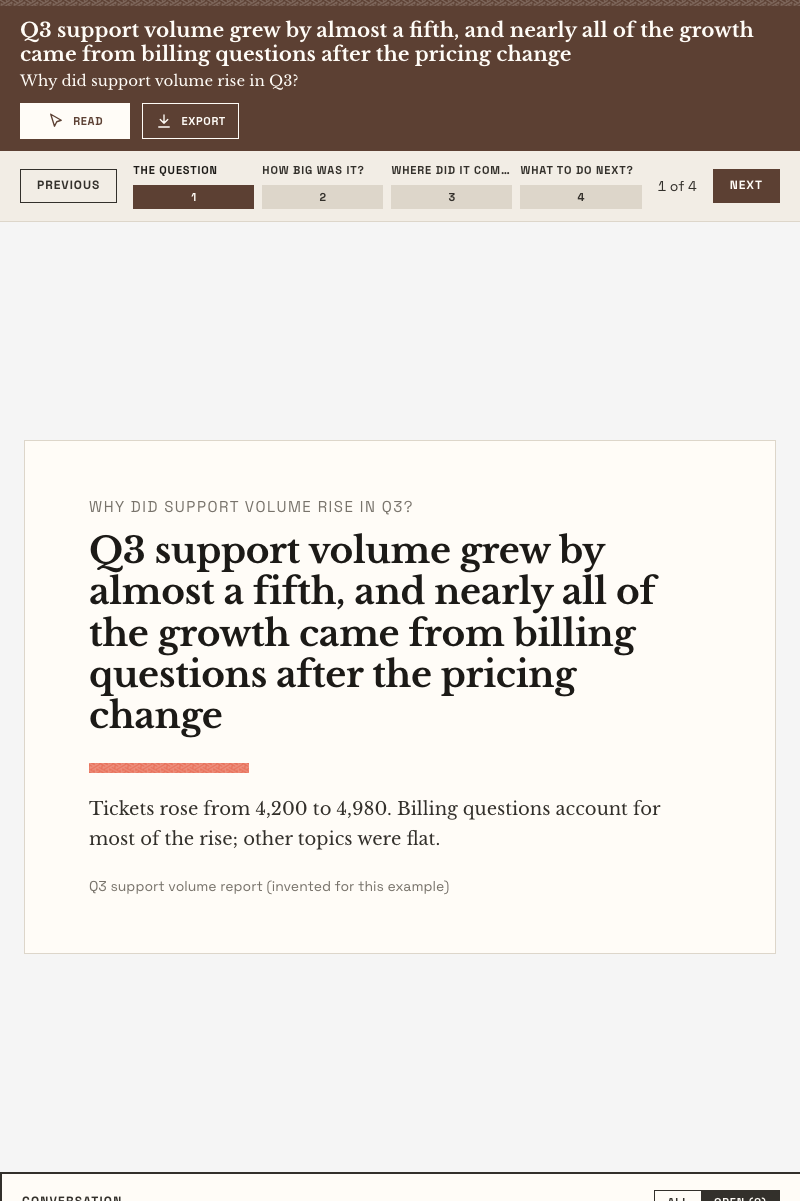 Q3 support volume grew by almost a fifth, and nearly all of the growth
came from billing questions after the pricing change
Why did support volume rise in Q3?
READ
EXPORT
PREVIOUS
THE QUESTION
1
HOW BIG WAS IT?
2
WHERE DID IT COM…
3
WHAT TO DO NEXT?
4
1 of 4
NEXT
WHY DID SUPPORT VOLUME RISE IN Q3?
Q3 support volume grew by
almost a fifth, and nearly all of
the growth came from billing
questions after the pricing
change
Tickets rose from 4,200 to 4,980. Billing questions account for
most of the rise; other topics were flat.
Q3 support volume report (invented for this example)
CONVERSATION
ALL